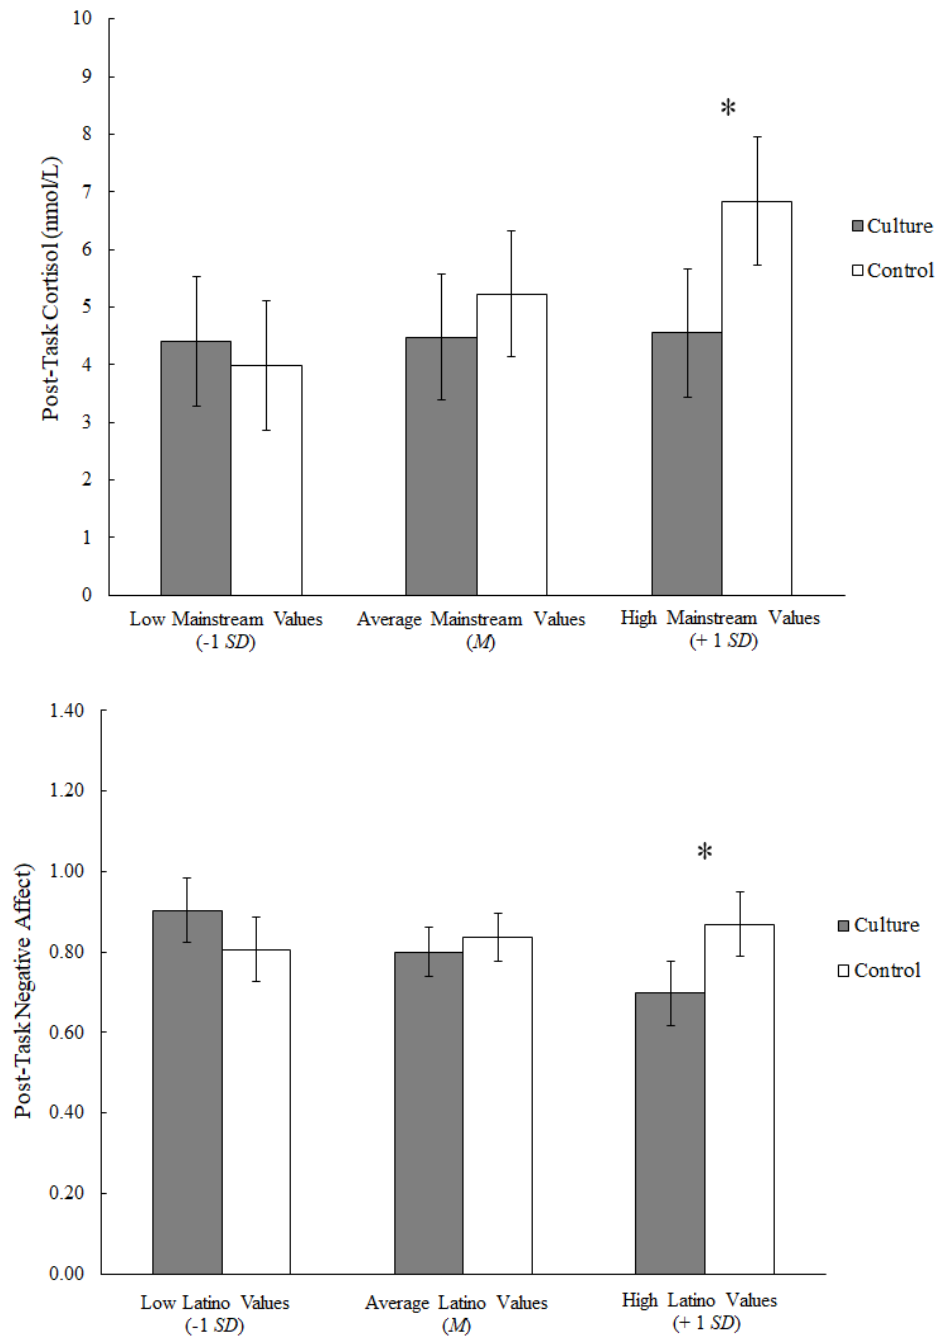 10
9
8
7
6
5
4
3
2
1
0
Post-Task Cortisol (nmol/L)
*
Culture
Control
Low Mainstream Values
(-1 SD)
Average Mainstream Values
(M)
High Mainstream Values
(+ 1 SD)
1.40
1.20
1.00
0.80
0.60
0.40
0.20
0.00
Post-Task Negative Affect)
*
Culture
Control
Low Latino Values
(-1 SD)
Average Latino Values
(M)
High Latino Values
(+ 1 SD)